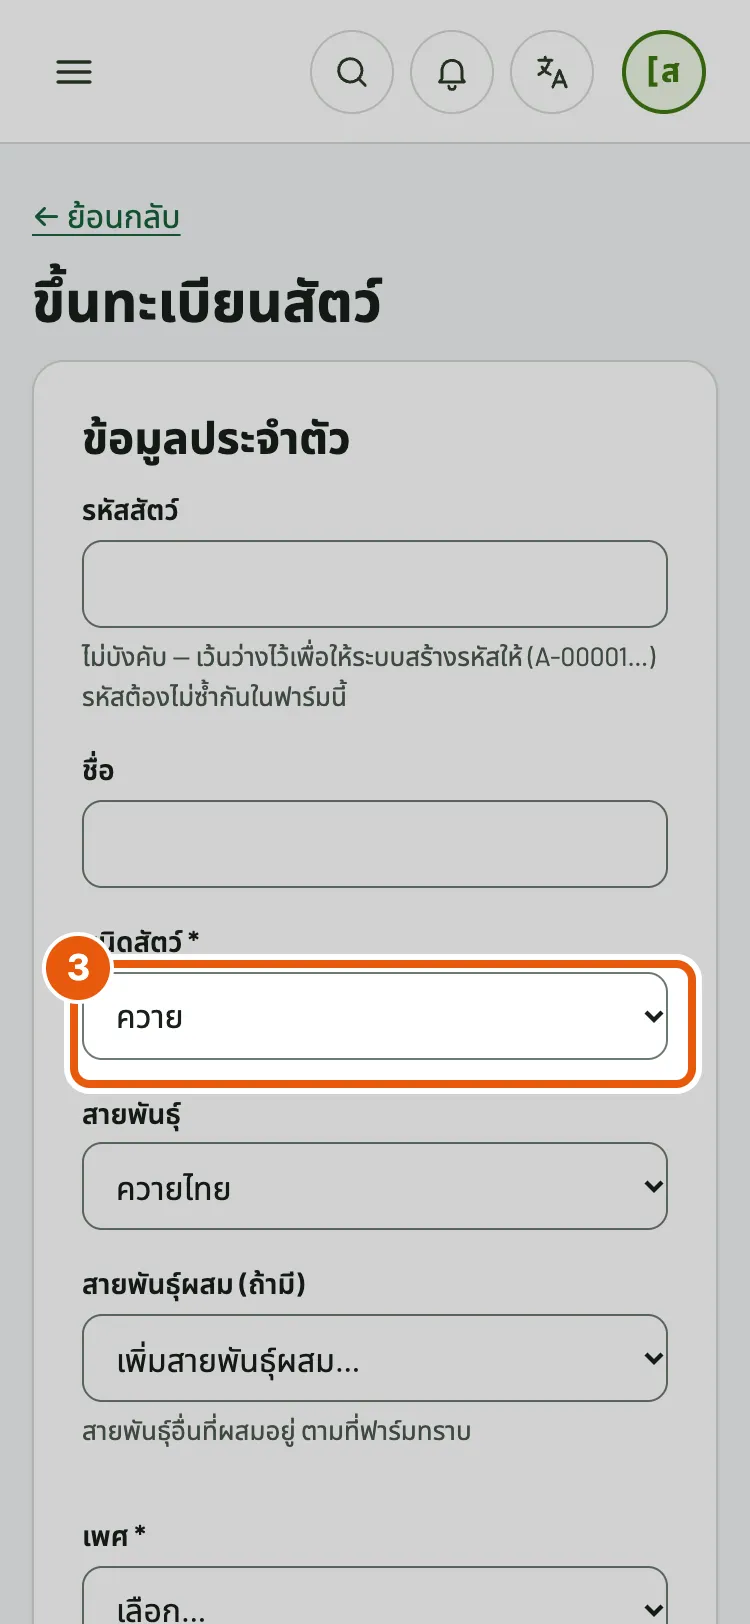 [ส
← ย้อนกลับ
ขึ้นทะเบียนสัตว์
ข้อมูลประจำตัว
รหัสสัตว์
ไม่บังคับ — เว้นว่างไว้เพื่อให้ระบบสร้างรหัสให้ (A-00001...)
รหัสต้องไม่ซ้ำกันในฟาร์มนี้
ชื่อ
นิดสัตว์ *
3
ควาย
สายพันธุ์
ควายไทย
สายพันธุ์ผสม (ถ้ามี)
เพิ่มสายพันธุ์ผสม...
สายพันธุ์อื่นที่ผสมอยู่ ตามที่ฟาร์มทราบ
เพศ *
เลือก...